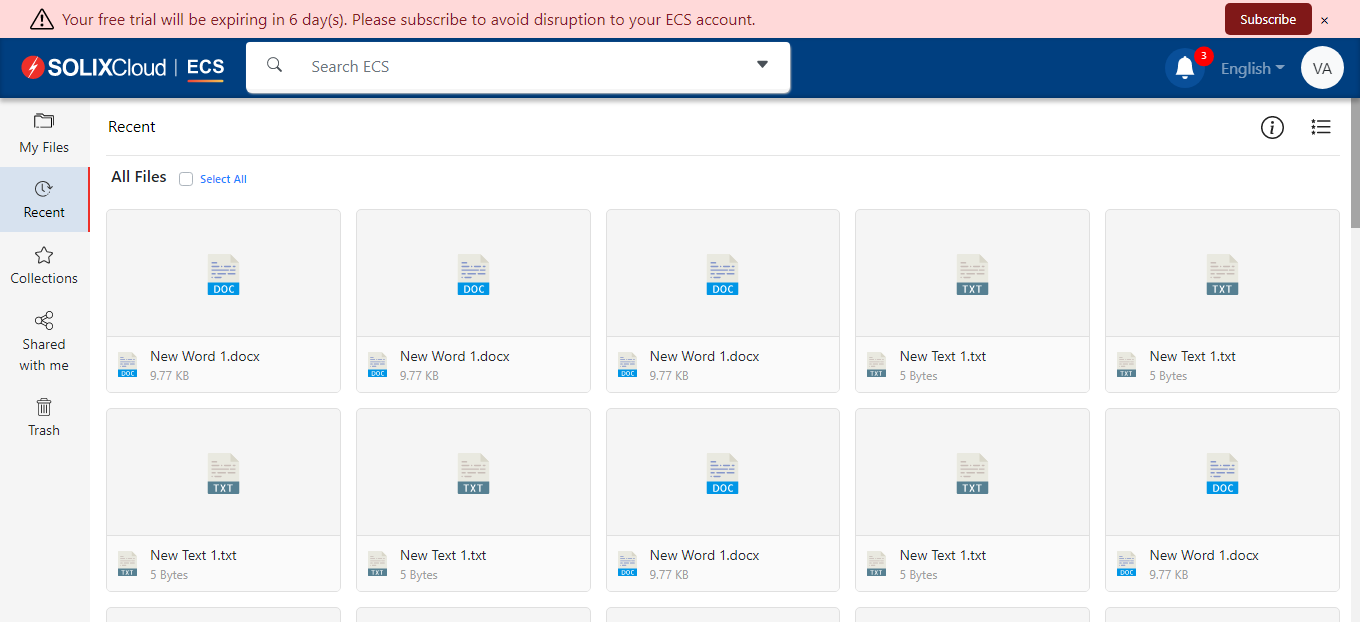 Your free trial will be expiring in 6 day(s). Please subscribe to avoid disruption to your ECS account.
Subscribe
×
SOLIXCloud | ECS
Search ECS
3
English
VA
My Files
Recent
Collections
Shared
with me
Trash
Recent
All Files
Select All
DOC
DOC
DOC
TXT
TXT
DOC New Word 1.docx
9.77 KB
DOC New Word 1.docx
9.77 KB
DOC New Word 1.docx
9.77 KB
TXT New Text 1.txt
5 Bytes
TXT New Text 1.txt
5 Bytes
TXT
TXT
DOC
TXT
DOC
TXT New Text 1.txt
5 Bytes
TXT New Text 1.txt
5 Bytes
DOC New Word 1.docx
9.77 KB
TXT New Text 1.txt
5 Bytes
DOC New Word 1.docx
9.77 KB